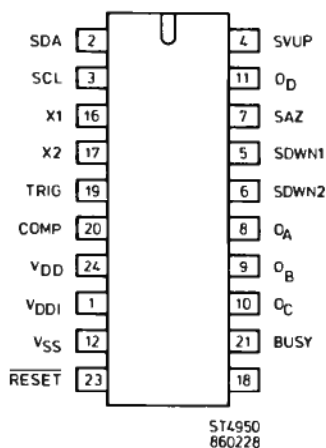 SDA 2 4 SVUP
SCL 3 11 OD
X1 16 7 SAZ
X2 17 5 SDWN1
TRIG 19 6 SDWN2
COMP 20 8 OA
VDD 24 9 OB
VDDI 1 10 OC
VSS 12 21 BUSY
RESET 23 18
ST4950
860228